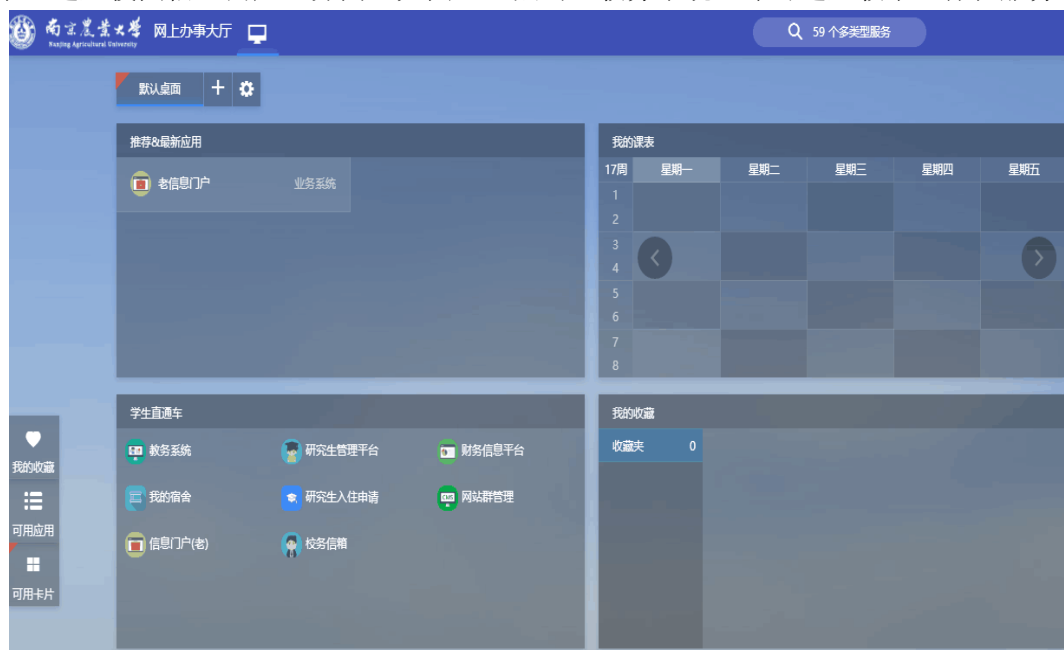 南京农业大学 网上办事大厅 59 个多类型服务
Nanjing Agricultural University
默认桌面
推荐&最新应用
老信息门户 业务系统
我的课表
17周 星期一 星期二 星期三 星期四 星期五
1
2
3
4
5
6
7
8
学生直通车
教务系统 研究生管理平台 财务信息平台
我的宿舍 研究生入住申请 网站群管理
信息门户(老) 校务信箱
我的收藏
收藏夹 0
我的收藏
可用应用
可用卡片